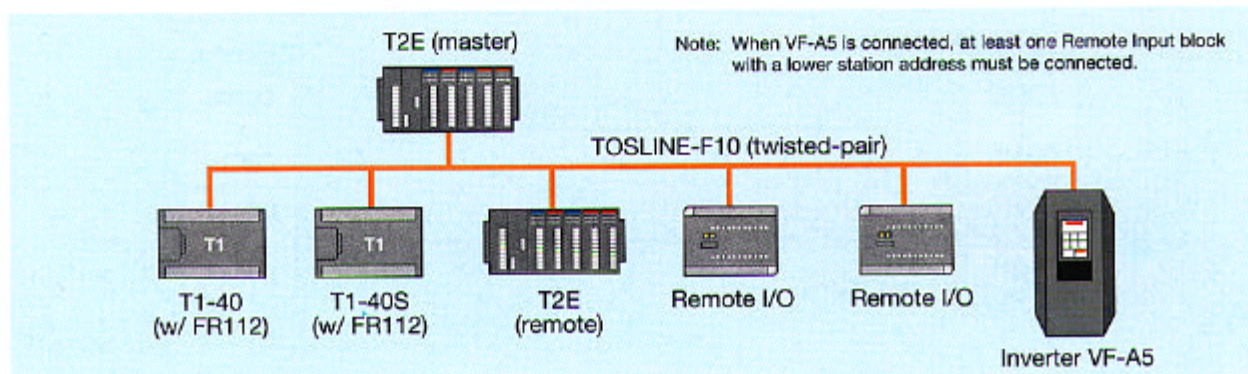 T2E (master)
Note: When VF-A5 is connected, at least one Remote Input block
with a lower station address must be connected.
TOSLINE-F10 (twisted-pair)
T1
T1
T1-40
(w/ FR112)
T1-40S
(w/ FR112)
T2E
(remote)
Remote I/O
Remote I/O
Inverter VF-A5